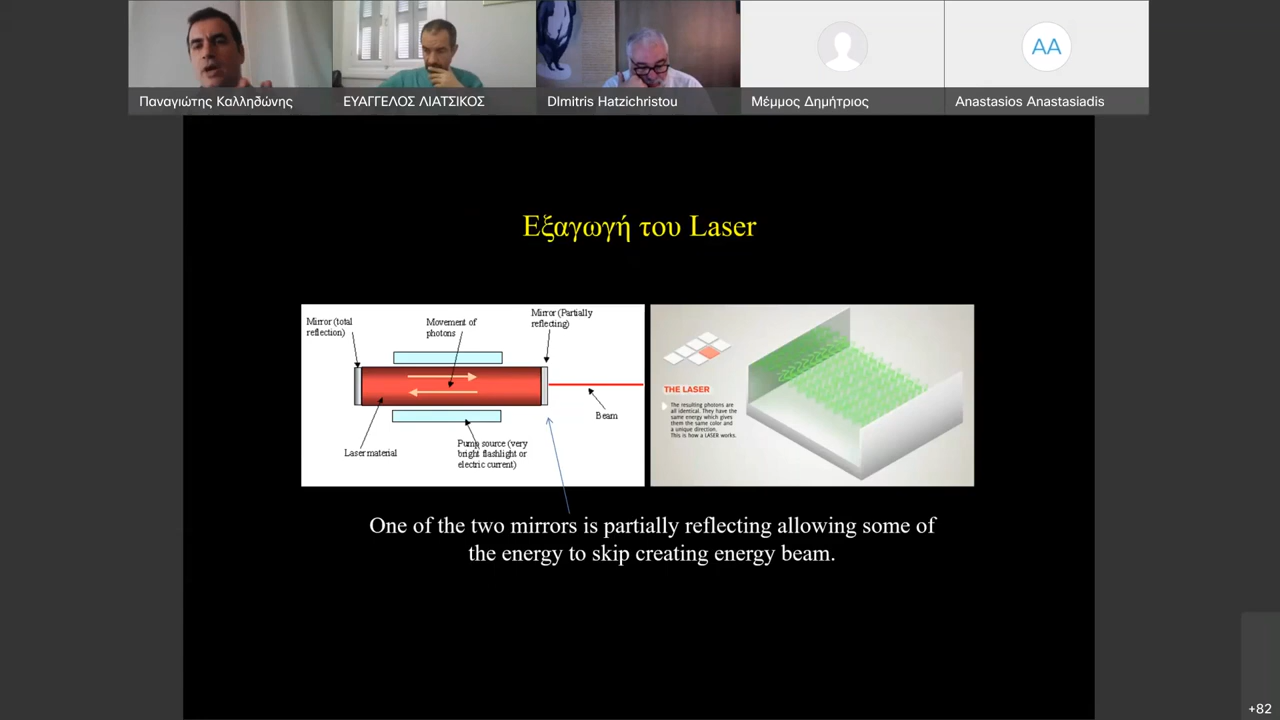 Παναγιώτης Καλληδώνης
ΕΥΑΓΓΕΛΟΣ ΛΙΑΤΣΙΚΟΣ
DImitris Hatzichristou
Μέμμος Δημήτριος
AA
Anastasios Anastasiadis
Εξαγωγή του Laser
Mirror (total
reflection)
Movement of
photons
Mirror (Partially
reflecting)
Beam
Laser material
Pump source (very
bright flashlight or
electric current)
THE LASER
The resulting photons are
all identical. They have the
same energy which gives
them the same color and
a unique direction.
This is how a LASER works.
One of the two mirrors is partially reflecting allowing some of
the energy to skip creating energy beam.
+82